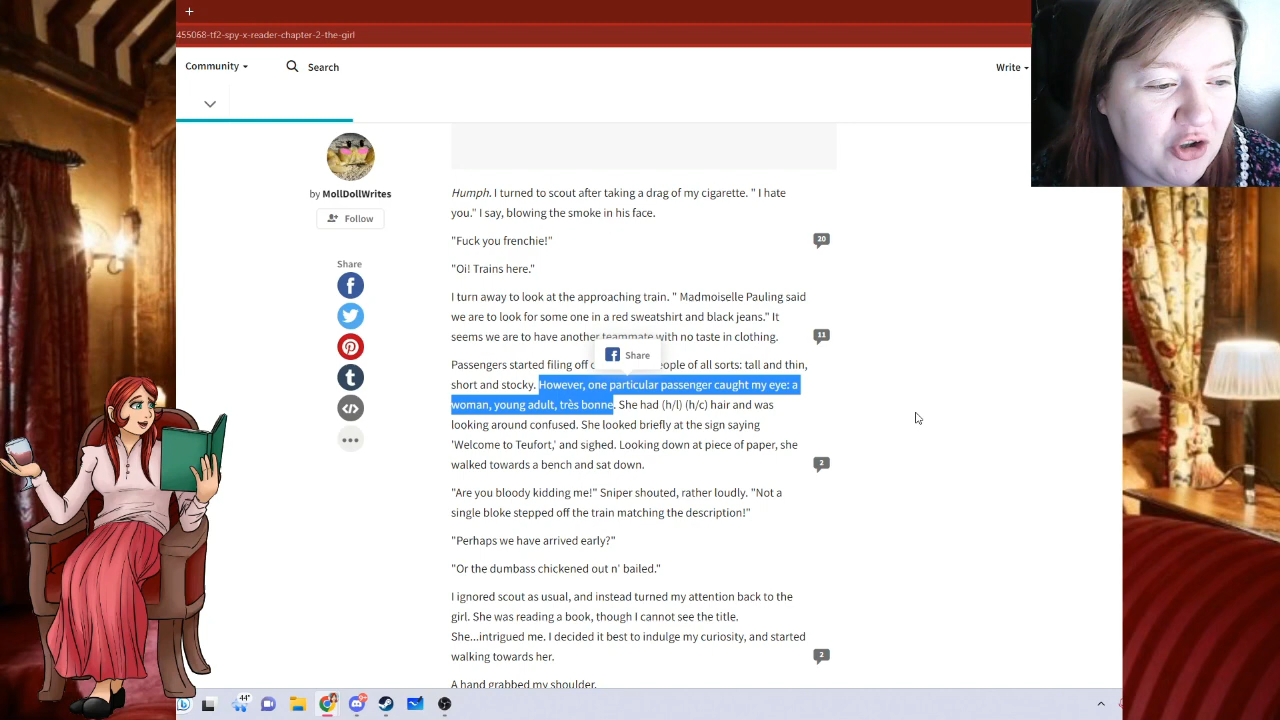 +
455068-tf2-spy-x-reader-chapter-2-the-girl
Community
Search
Write
by MollDollWrites
Follow
Share
Humph. I turned to scout after taking a drag of my cigarette. " I hate
you." I say, blowing the smoke in his face.
"Fuck you frenchie!"
20
"Oi! Trains here."
I turn away to look at the approaching train. " Madmoiselle Pauling said
we are to look for some one in a red sweatshirt and black jeans." It
seems we are to have another teammate with no taste in clothing.
11
Share
Passengers started filing off eople of all sorts: tall and thin,
short and stocky. However, one particular passenger caught my eye: a
woman, young adult, très bonne. She had (h/l) (h/c) hair and was
looking around confused. She looked briefly at the sign saying
'Welcome to Teufort,' and sighed. Looking down at piece of paper, she
walked towards a bench and sat down.
2
"Are you bloody kidding me!" Sniper shouted, rather loudly. "Not a
single bloke stepped off the train matching the description!"
"Perhaps we have arrived early?"
"Or the dumbass chickened out n' bailed."
I ignored scout as usual, and instead turned my attention back to the
girl. She was reading a book, though I cannot see the title.
She...intrigued me. I decided it best to indulge my curiosity, and started
walking towards her.
2
A hand grabbed my shoulder.
44°